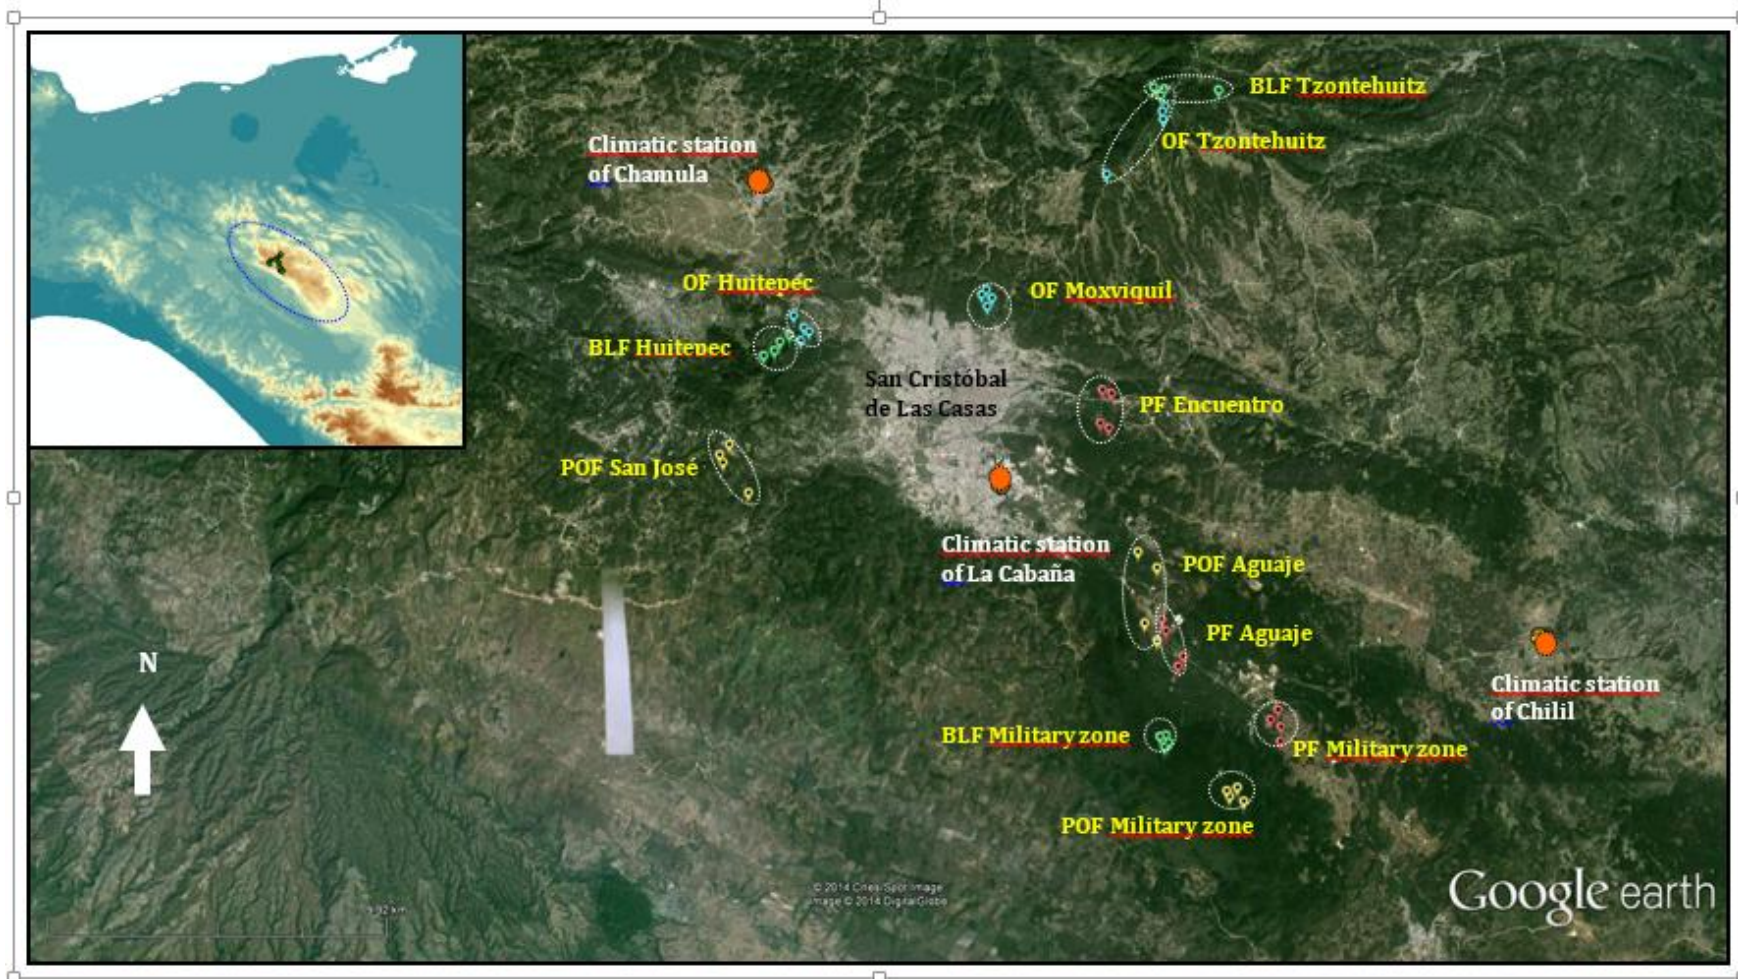 BLF Tzontehuitz
Climatic station
of Chamula
OF Tzontehuitz
OF Huitepec
OF Moxviquil
BLF Huitepec
San Cristóbal
de Las Casas
PF Encuentro
POF San José
Climatic station
of La Cabaña
POF Aguaje
PF Aguaje
N
Climatic station
of Chilil
BLF Military zone
PF Military zone
POF Military zone
© 2014 Cnes/Spot Image
Image © 2014 DigitalGlobe
Google earth